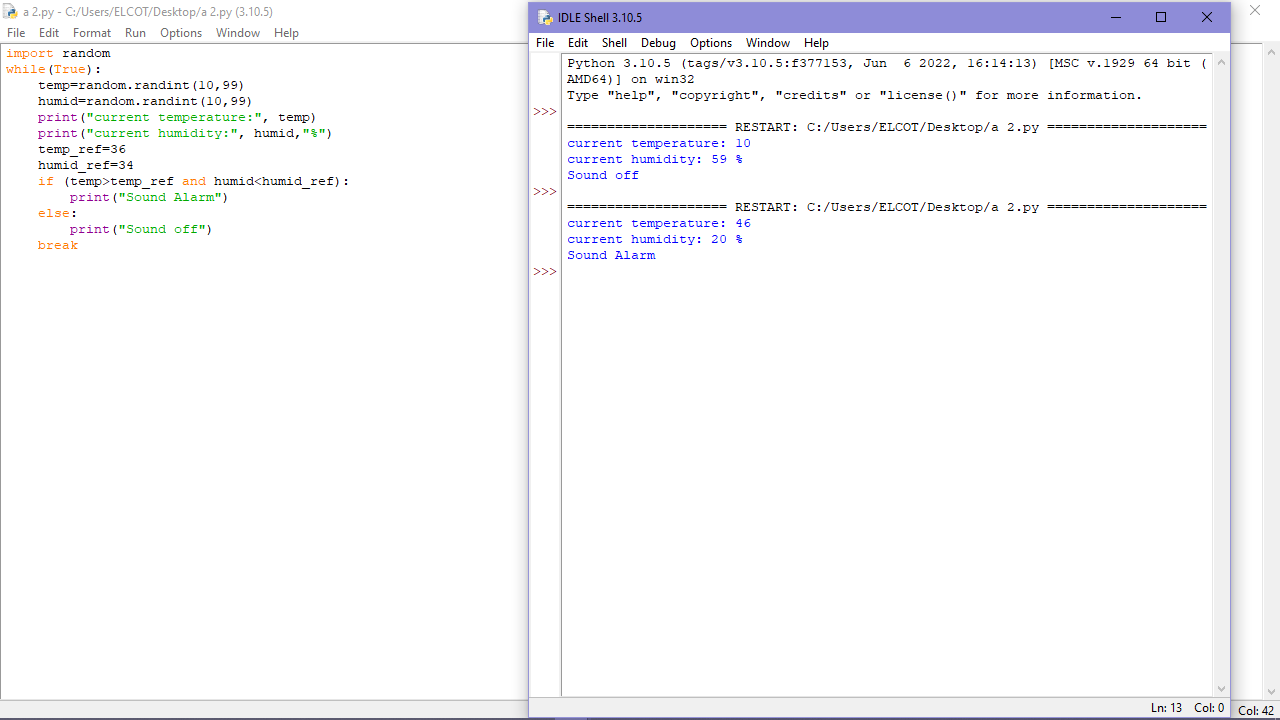 a 2.py - C:/Users/ELCOT/Desktop/a 2.py (3.10.5)
File Edit Format Run Options Window Help
import random
while(True):
    temp=random.randint(10,99)
    humid=random.randint(10,99)
    print("current temperature:", temp)
    print("current humidity:", humid,"%")
    temp_ref=36
    humid_ref=34
    if (temp>temp_ref and humid<humid_ref):
        print("Sound Alarm")
    else:
        print("Sound off")
    break
IDLE Shell 3.10.5
File Edit Shell Debug Options Window Help
Python 3.10.5 (tags/v3.10.5:f377153, Jun  6 2022, 16:14:13) [MSC v.1929 64 bit (
AMD64)] on win32
Type "help", "copyright", "credits" or "license()" for more information.
>>>
==================== RESTART: C:/Users/ELCOT/Desktop/a 2.py ====================
current temperature: 10
current humidity: 59 %
Sound off
>>>
==================== RESTART: C:/Users/ELCOT/Desktop/a 2.py ====================
current temperature: 46
current humidity: 20 %
Sound Alarm
>>>
Ln: 13 Col: 0
Col: 42